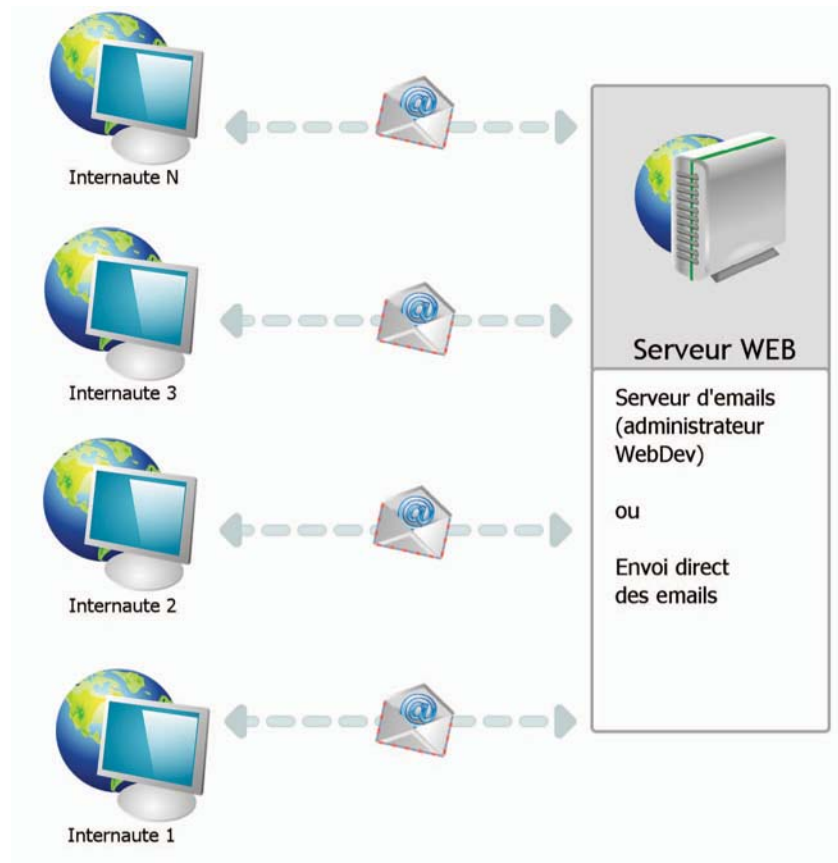 Internaute N
Internaute 3
Internaute 2
Internaute 1
Serveur WEB
Serveur d'emails
(administrateur
WebDev)
ou
Envoi direct
des emails